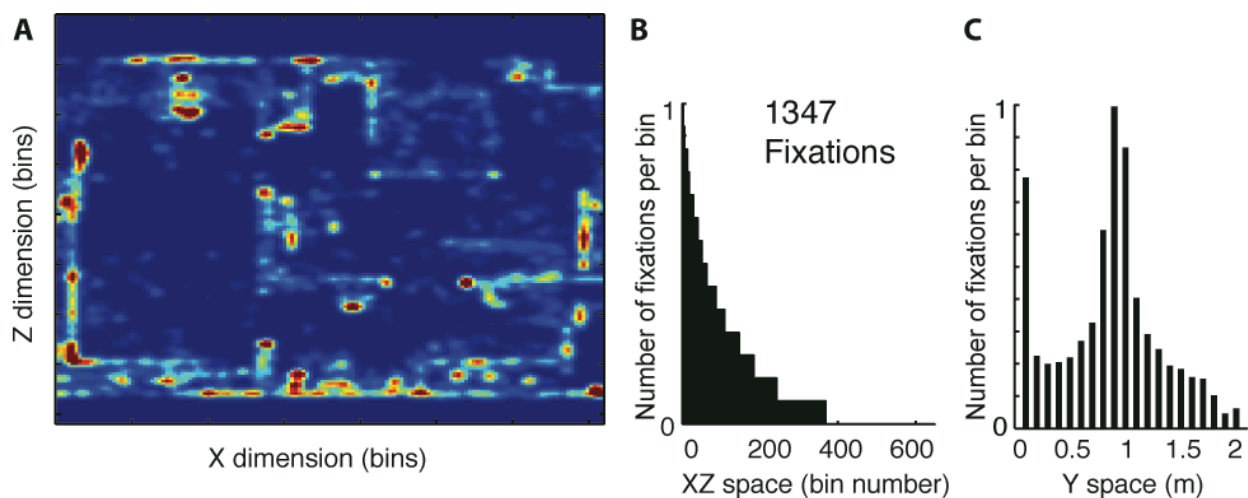 A
Z dimension (bins)
X dimension (bins)
B
Number of fixations per bin
1
0
1347
Fixations
0 200 400 600
XZ space (bin number)
C
Number of fixations per bin
1
0
0 0.5 1 1.5 2
Y space (m)